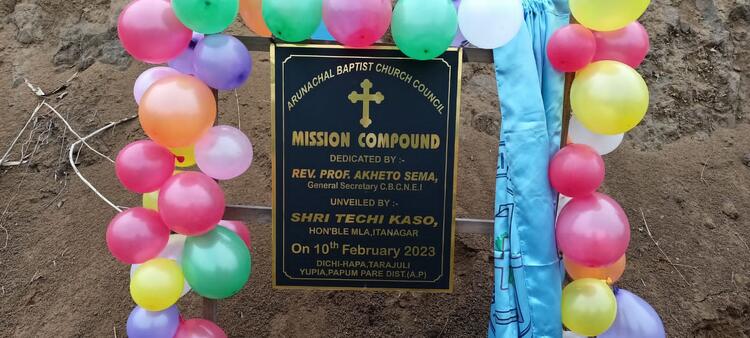 ARUNACHAL BAPTIST CHURCH COUNCIL
MISSION COMPOUND
DEDICATED BY :-
REV. PROF. AKHETO SEMA,
General Secretary C.B.C.N.E.I
UNVEILED BY :-
SHRI TECHI KASO,
HON'BLE MLA,ITANAGAR
On 10th February 2023
DICHI-HAPA,TARAJULI
YUPIA,PAPUM PARE DIST.(A.P)